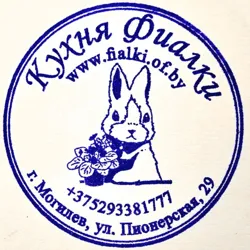 Кухня Фиалки
www.fialki.of.by
+375293381777
г. Могилев, ул. Пионерская, 29